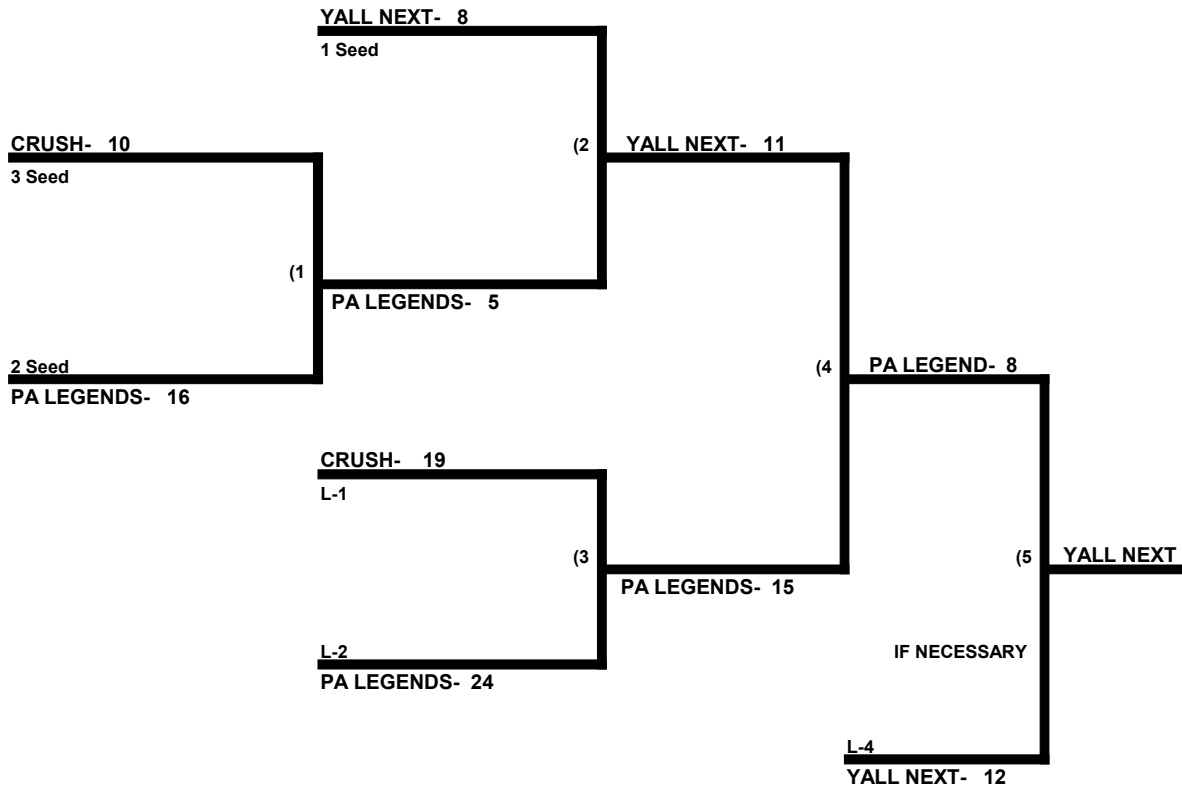 YALL NEXT- 8
1 Seed
CRUSH- 10
3 Seed
(2
YALL NEXT- 11
(1
PA LEGENDS- 5
2 Seed
PA LEGENDS- 16
(4
PA LEGEND- 8
CRUSH- 19
L-1
(3
PA LEGENDS- 15
(5
YALL NEXT
L-2
PA LEGENDS- 24
IF NECESSARY
L-4
YALL NEXT- 12